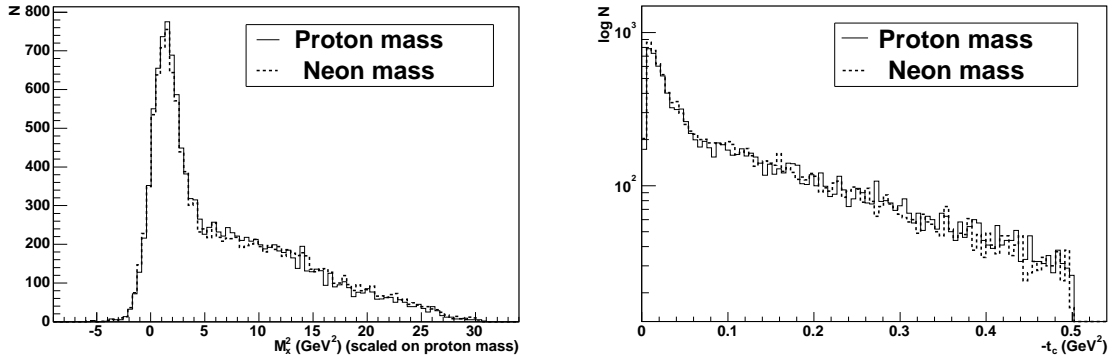 N
800
700
600
500
400
300
200
100
0
Proton mass
Neon mass
-5 0 5 10 15 20 25 30
M²ₓ (GeV²) (scaled on proton mass)
log N
10³
10²
Proton mass
Neon mass
0 0.1 0.2 0.3 0.4 0.5
-t_c (GeV²)